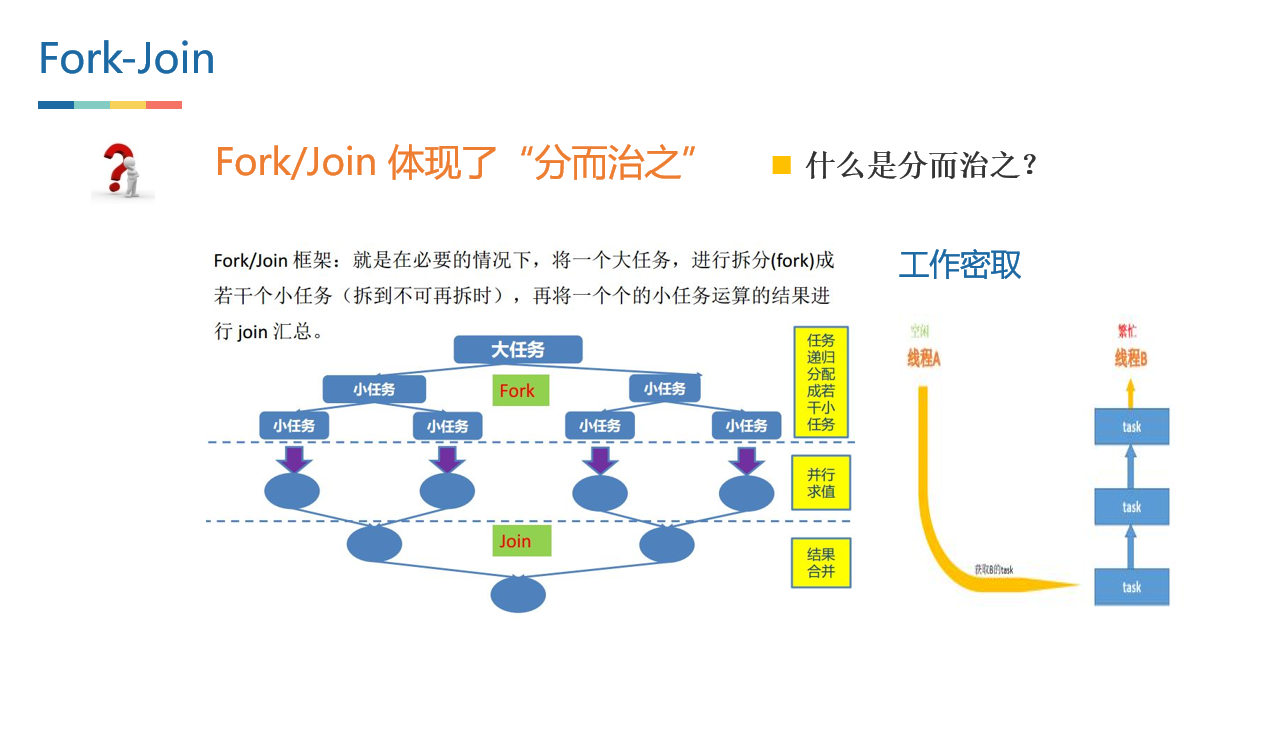 Fork-Join
Fork/Join 体现了“分而治之”
什么是分而治之？
Fork/Join 框架：就是在必要的情况下，将一个大任务，进行拆分(fork)成
若干个小任务（拆到不可再拆时），再将一个个的小任务运算的结果进
行 join 汇总。
大任务
小任务
Fork
小任务
小任务
小任务
小任务
小任务
任务
递归
分配
成若
干小
任务
并行
求值
Join
结果
合并
工作密取
空闲
线程A
繁忙
线程B
task
task
获取B的task
task